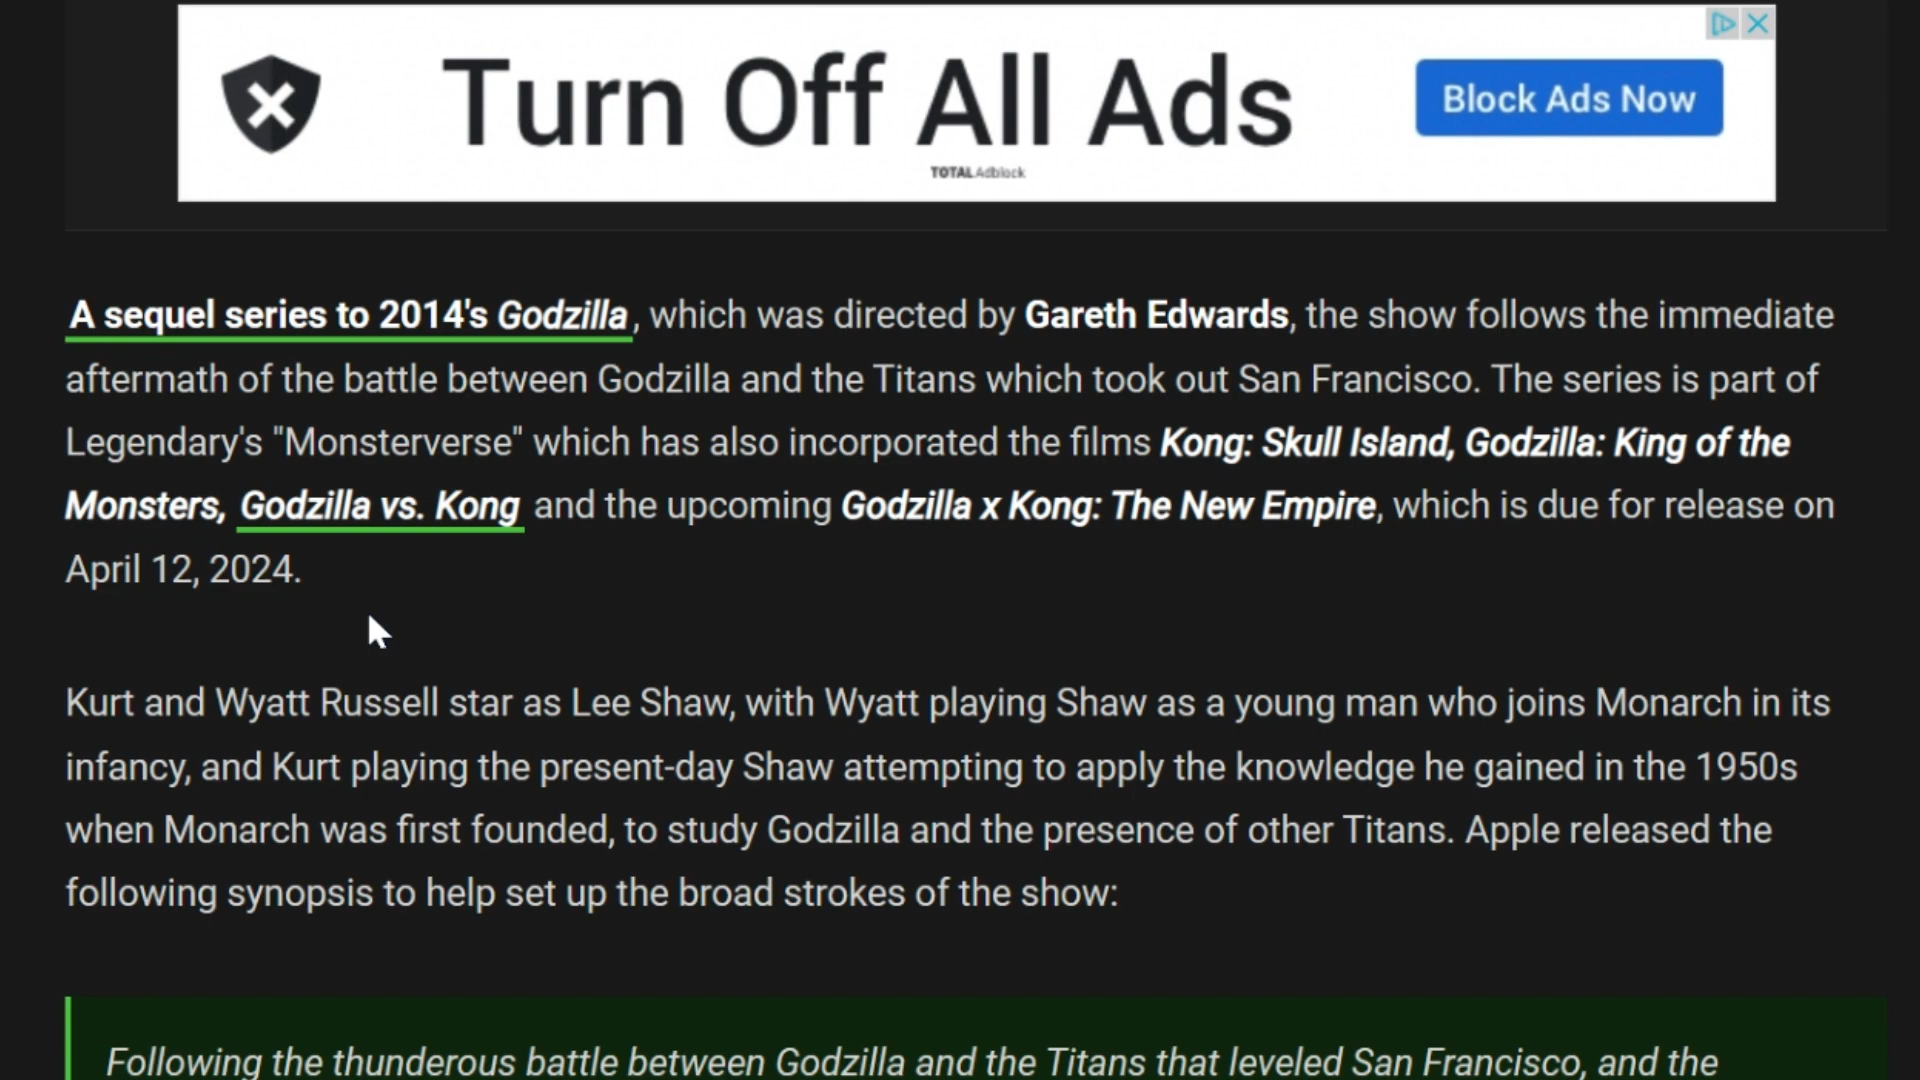 Turn Off All Ads
Block Ads Now
TOTAL Adblock
A sequel series to 2014's Godzilla, which was directed by Gareth Edwards, the show follows the immediate
aftermath of the battle between Godzilla and the Titans which took out San Francisco. The series is part of
Legendary's "Monsterverse" which has also incorporated the films Kong: Skull Island, Godzilla: King of the
Monsters, Godzilla vs. Kong and the upcoming Godzilla x Kong: The New Empire, which is due for release on
April 12, 2024.
Kurt and Wyatt Russell star as Lee Shaw, with Wyatt playing Shaw as a young man who joins Monarch in its
infancy, and Kurt playing the present-day Shaw attempting to apply the knowledge he gained in the 1950s
when Monarch was first founded, to study Godzilla and the presence of other Titans. Apple released the
following synopsis to help set up the broad strokes of the show:
Following the thunderous battle between Godzilla and the Titans that leveled San Francisco, and the